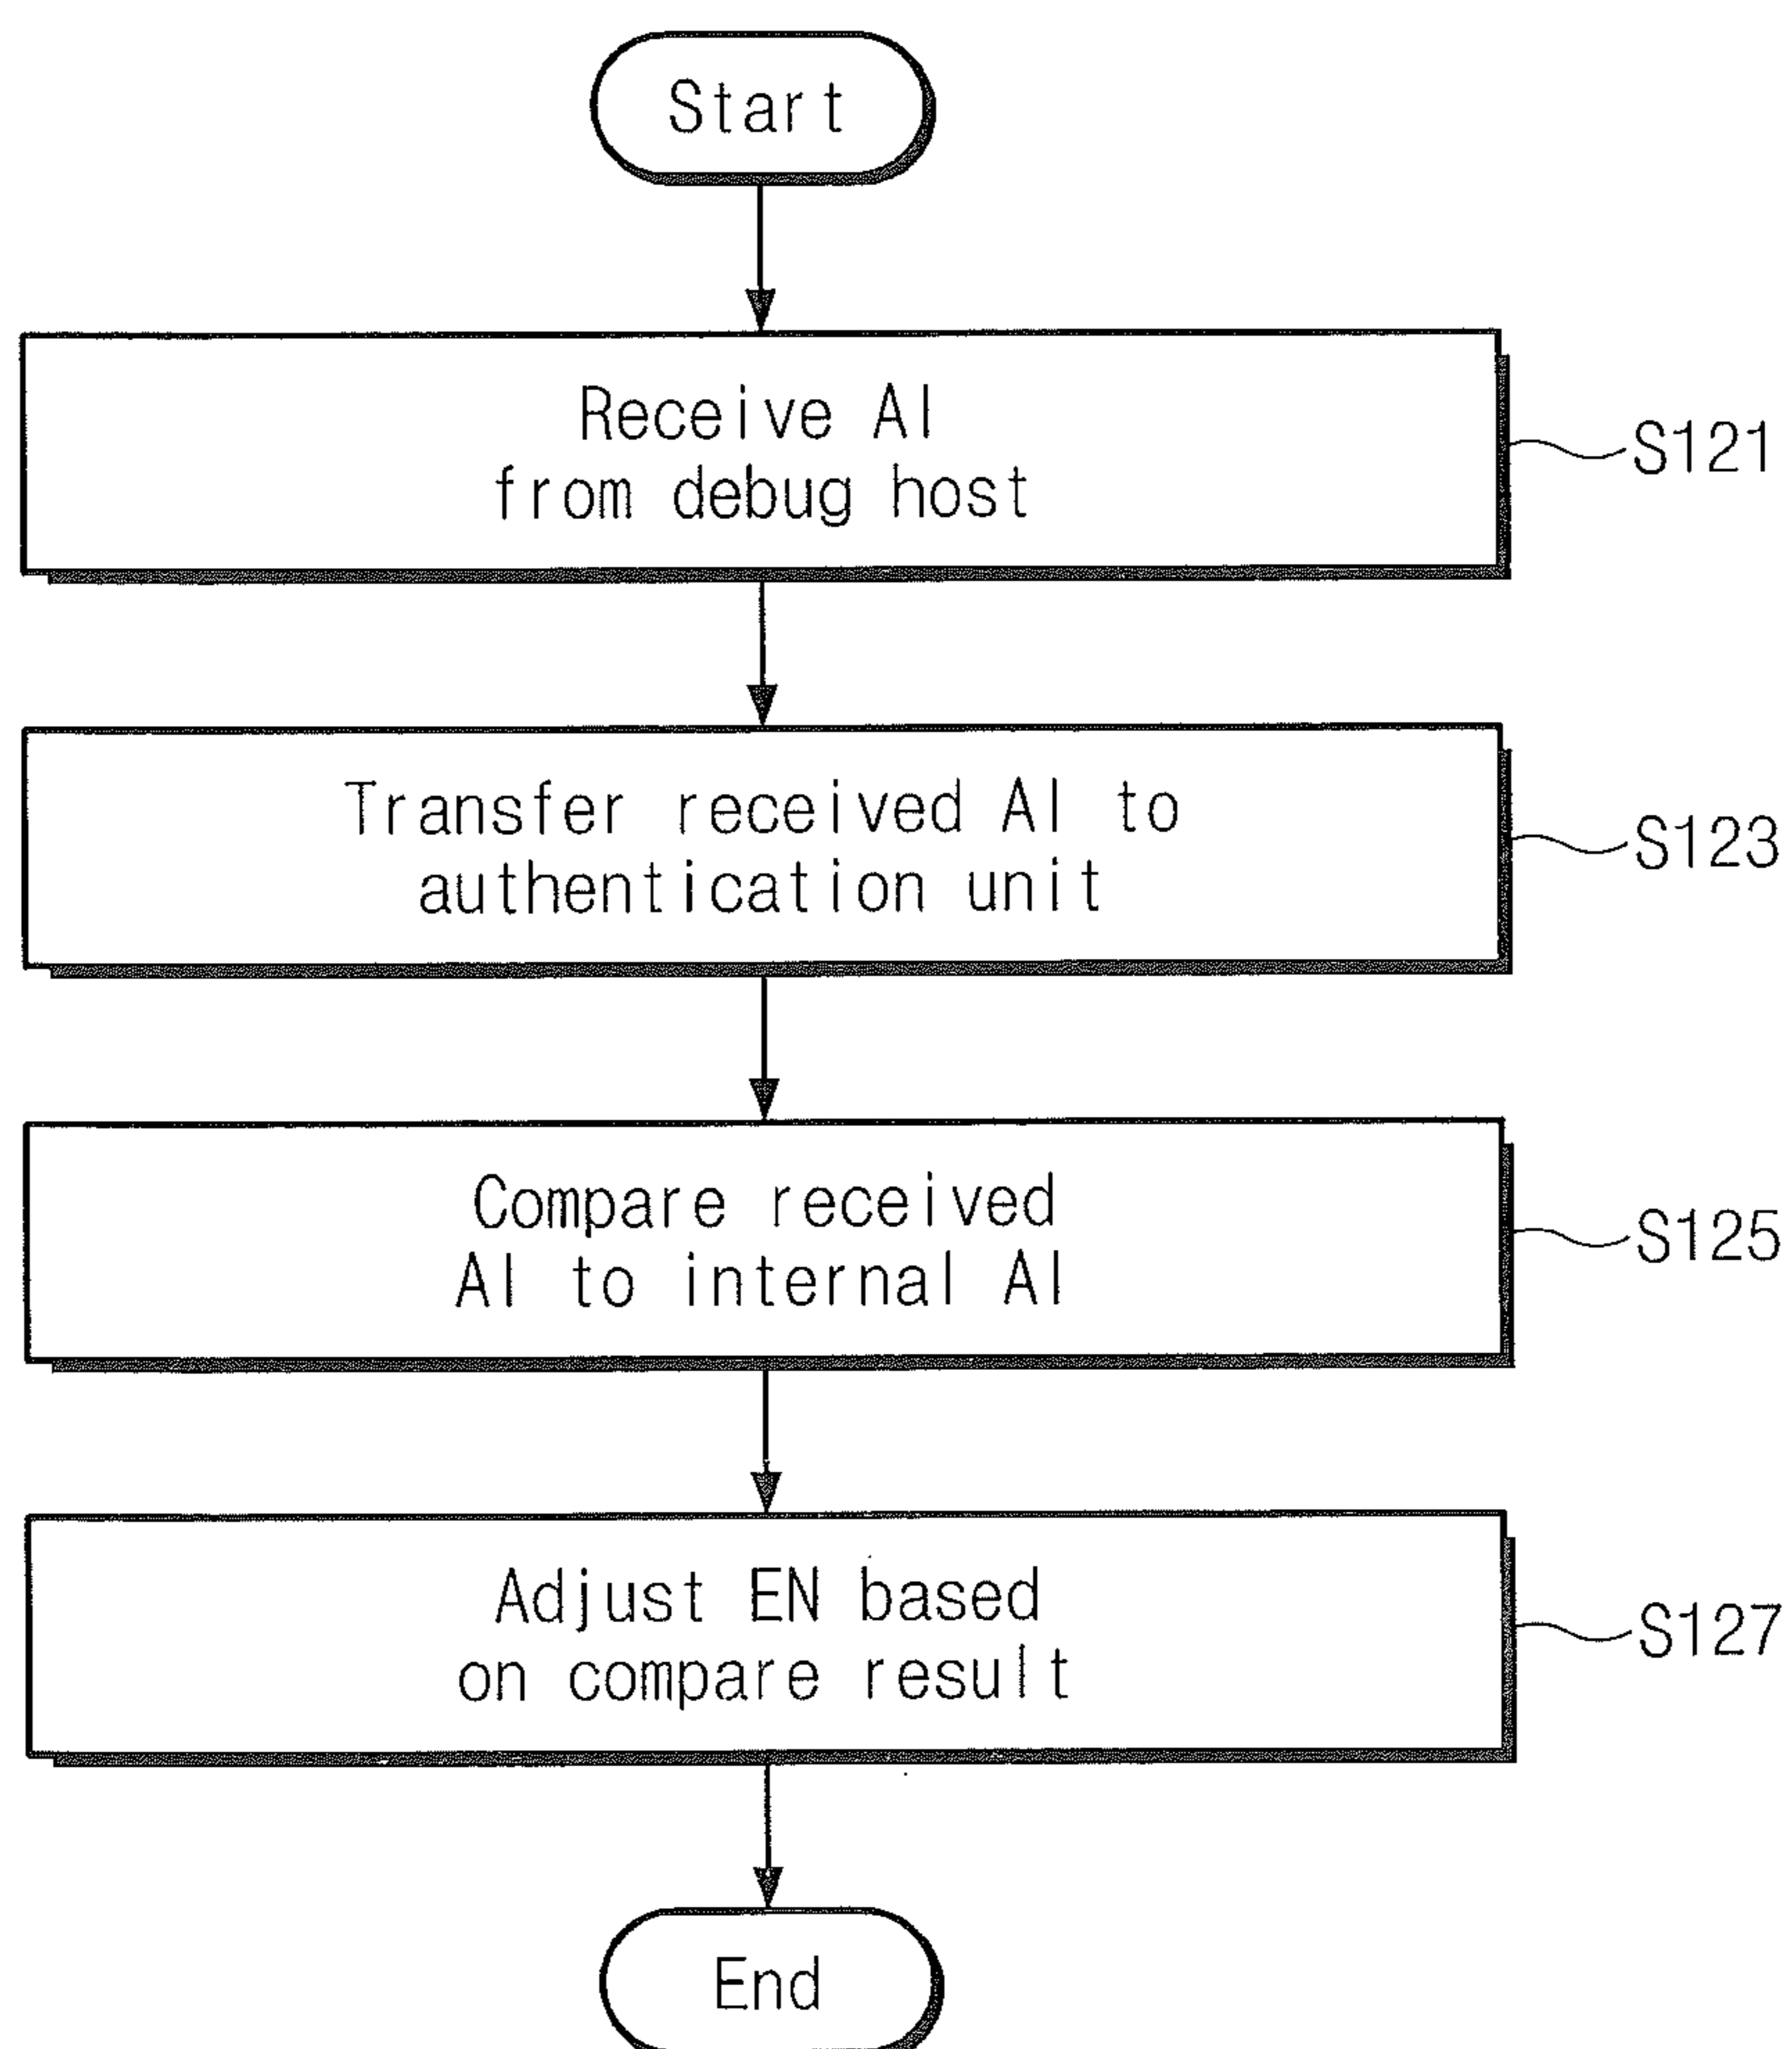 Start
Receive AI
from debug host
S121
Transfer received AI to
authentication unit
S123
Compare received
AI to internal AI
S125
Adjust EN based
on compare result
S127
End